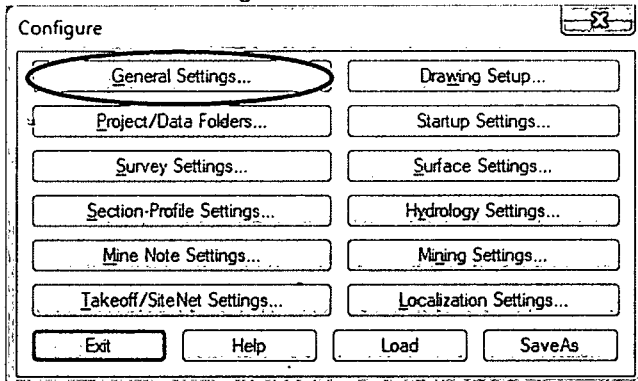 Configure
General Settings... Drawing Setup...
Project/Data Folders... Startup Settings...
Survey Settings... Surface Settings...
Section-Profile Settings... Hydrology Settings...
Mine Note Settings... Mining Settings...
Takeoff/SiteNet Settings... Localization Settings...
Exit Help Load SaveAs